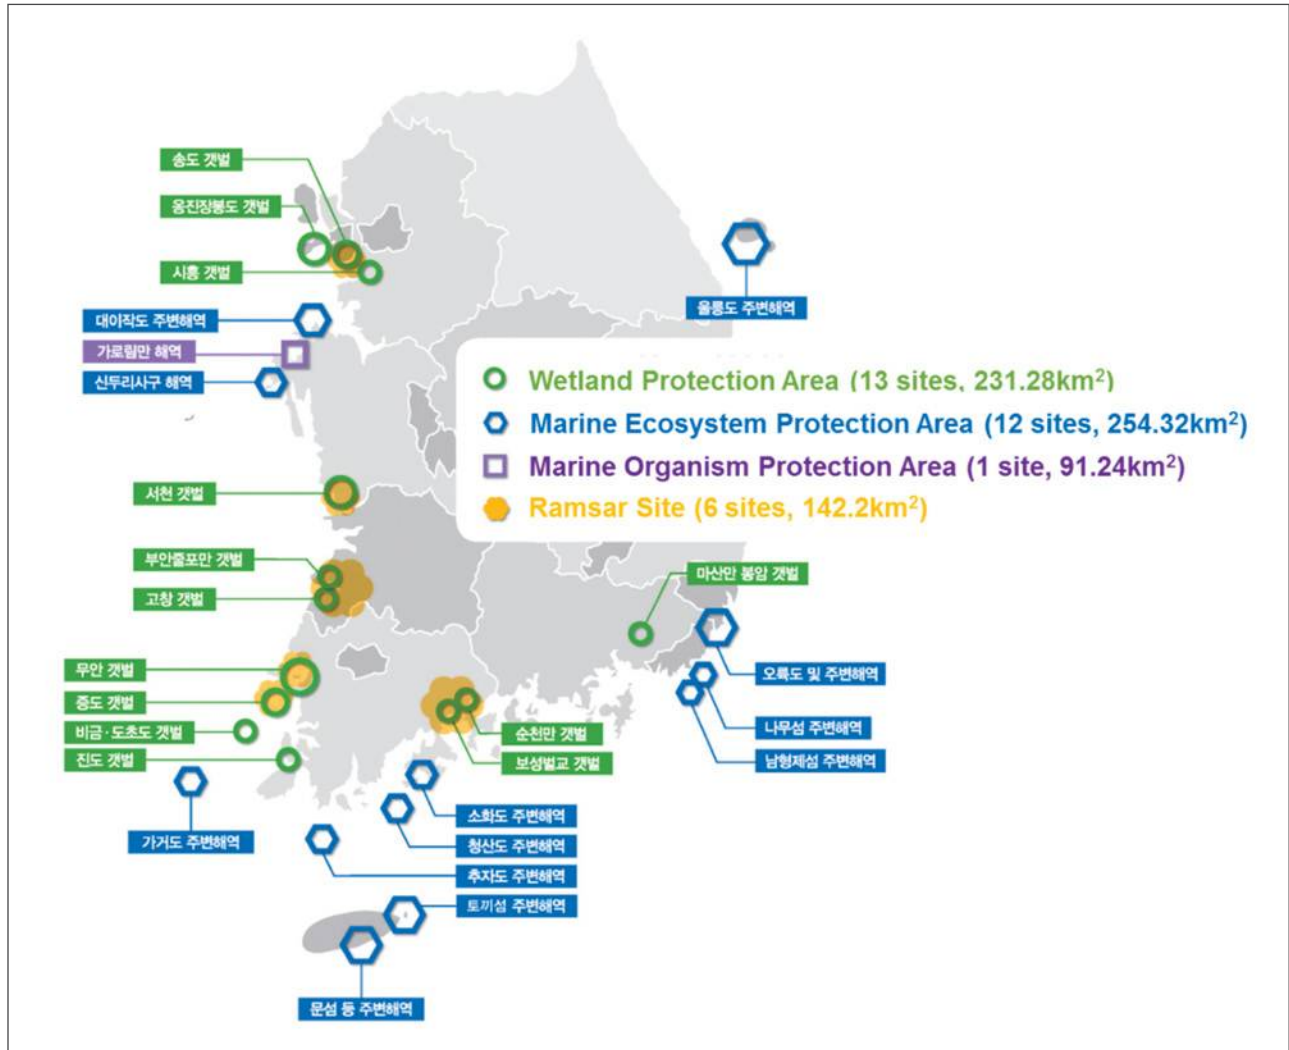 송도 갯벌
옹진장봉도 갯벌
시흥 갯벌
울릉도 주변해역
대이작도 주변해역
가로림만 해역
신두리사구 해역
Wetland Protection Area (13 sites, 231.28km²)
Marine Ecosystem Protection Area (12 sites, 254.32km²)
Marine Organism Protection Area (1 site, 91.24km²)
Ramsar Site (6 sites, 142.2km²)
서천 갯벌
부안줄포만 갯벌
고창 갯벌
마산만 봉암 갯벌
무안 갯벌
증도 갯벌
비금·도초도 갯벌
진도 갯벌
순천만 갯벌
보성벌교 갯벌
오륙도 및 주변해역
나무섬 주변해역
남형제섬 주변해역
가거도 주변해역
소화도 주변해역
청산도 주변해역
추자도 주변해역
토끼섬 주변해역
문섬 등 주변해역